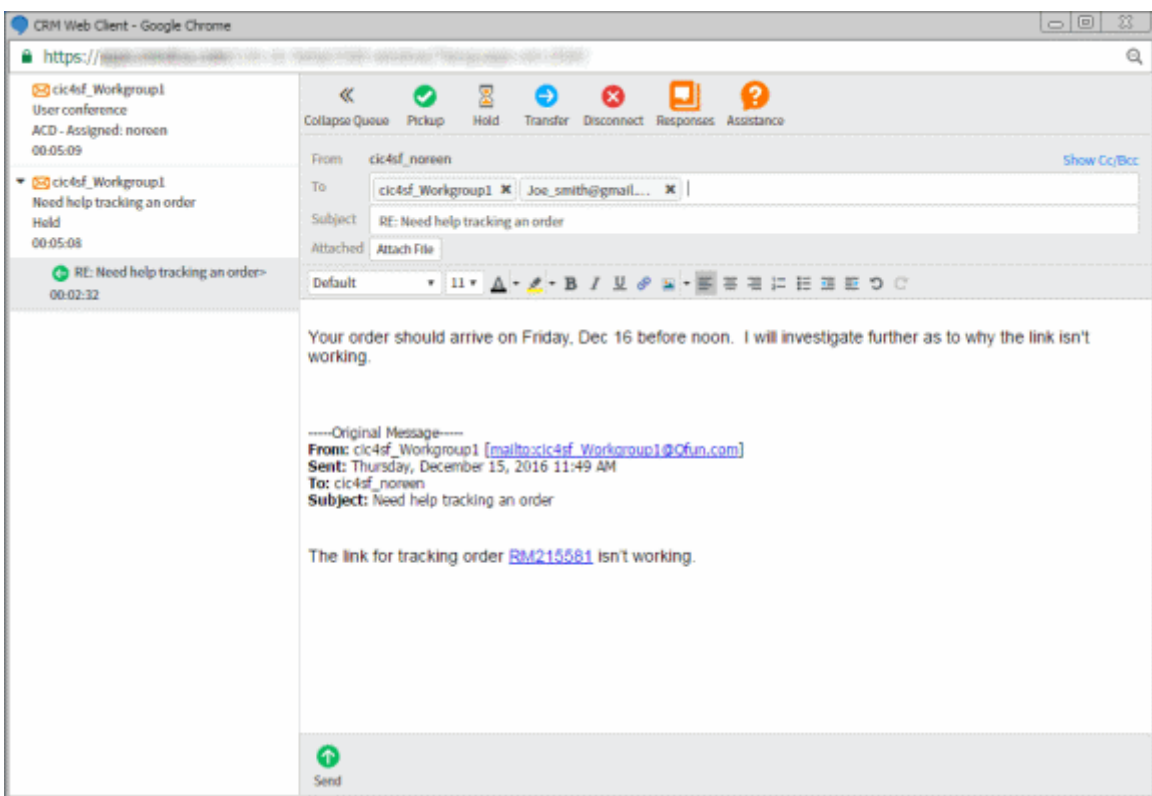 CRM Web Client - Google Chrome
https://
cic4sf_Workgroup1
User conference
ACD - Assigned: noreen
00:05:09
cic4sf_Workgroup1
Need help tracking an order
Held
00:05:08
RE: Need help tracking an order>
00:02:32
Collapse Queue Pickup Hold Transfer Disconnect Responses Assistance
From cic4sf_noreen Show Cc/Bcc
To cic4sf_Workgroup1 Joe_smith@gmail....
Subject RE: Need help tracking an order
Attached Attach File
Default 11 A B I U
Your order should arrive on Friday, Dec 16 before noon. I will investigate further as to why the link isn't
working.
-----Original Message-----
From: cic4sf_Workgroup1 [mailto:cic4sf_Workgroup1@Qfun.com]
Sent: Thursday, December 15, 2016 11:49 AM
To: cic4sf_noreen
Subject: Need help tracking an order
The link for tracking order RM215581 isn't working.
Send